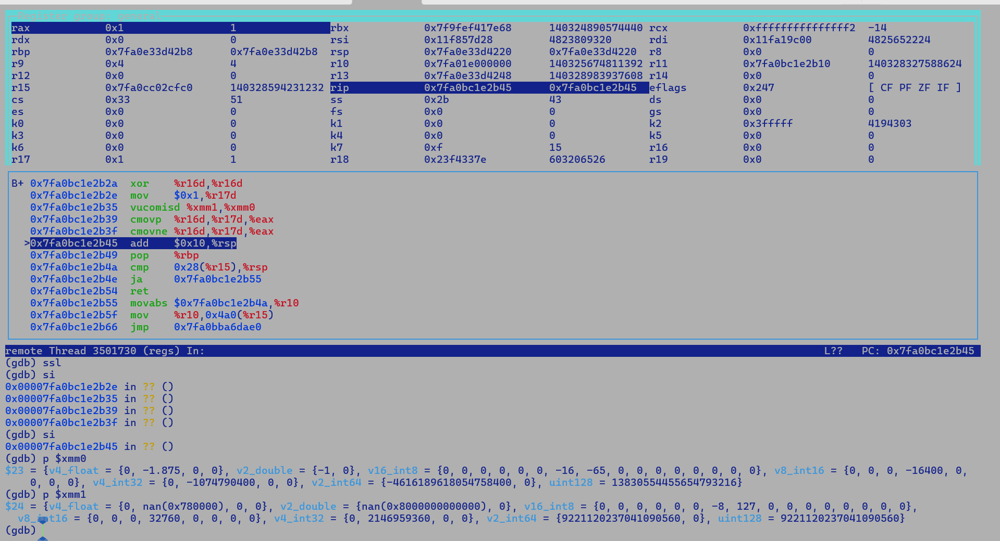 Register group: general
rax 0x1 1 rbx 0x7f9fef417e68 140324890574440 rcx 0xfffffffffffffff2 -14
rdx 0x0 0 rsi 0x11f857d28 4823809320 rdi 0x11fa19c00 4825652224
rbp 0x7fa0e33d42b8 0x7fa0e33d42b8 rsp 0x7fa0e33d4220 0x7fa0e33d4220 r8 0x0 0
r9 0x4 4 r10 0x7fa01e000000 140325674811392 r11 0x7fa0bc1e2b10 140328327588624
r12 0x0 0 r13 0x7fa0e33d4248 140328983937608 r14 0x0 0
r15 0x7fa0cc02cfc0 140328594231232 rip 0x7fa0bc1e2b45 0x7fa0bc1e2b45 eflags 0x247 [ CF PF ZF IF ]
cs 0x33 51 ss 0x2b 43 ds 0x0 0
es 0x0 0 fs 0x0 0 gs 0x0 0
k0 0x0 0 k1 0x0 0 k2 0x3fffff 4194303
k3 0x0 0 k4 0x0 0 k5 0x0 0
k6 0x0 0 k7 0xf 15 r16 0x0 0
r17 0x1 1 r18 0x23f4337e 603206526 r19 0x0 0
B+ 0x7fa0bc1e2b2a xor %r16d,%r16d
0x7fa0bc1e2b2e mov $0x1,%r17d
0x7fa0bc1e2b35 vucomisd %xmm1,%xmm0
0x7fa0bc1e2b39 cmovp %r16d,%r17d,%eax
0x7fa0bc1e2b3f cmovne %r16d,%r17d,%eax
>0x7fa0bc1e2b45 add $0x10,%rsp
0x7fa0bc1e2b49 pop %rbp
0x7fa0bc1e2b4a cmp 0x28(%r15),%rsp
0x7fa0bc1e2b4e ja 0x7fa0bc1e2b55
0x7fa0bc1e2b54 ret
0x7fa0bc1e2b55 movabs $0x7fa0bc1e2b4a,%r10
0x7fa0bc1e2b5f mov %r10,0x4a0(%r15)
0x7fa0bc1e2b66 jmp 0x7fa0bba6dae0
remote Thread 3501730 (regs) In: L?? PC: 0x7fa0bc1e2b45
(gdb) ssl
(gdb) si
0x00007fa0bc1e2b2e in ?? ()
0x00007fa0bc1e2b35 in ?? ()
0x00007fa0bc1e2b39 in ?? ()
0x00007fa0bc1e2b3f in ?? ()
(gdb) si
0x00007fa0bc1e2b45 in ?? ()
(gdb) p $xmm0
$23 = {v4_float = {0, -1.875, 0, 0}, v2_double = {-1, 0}, v16_int8 = {0, 0, 0, 0, 0, 0, -16, -65, 0, 0, 0, 0, 0, 0, 0, 0}, v8_int16 = {0, 0, 0, -16400, 0,
0, 0, 0}, v4_int32 = {0, -1074790400, 0, 0}, v2_int64 = {-4616189618054758400, 0}, uint128 = 13830554455654793216}
(gdb) p $xmm1
$24 = {v4_float = {0, nan(0x780000), 0, 0}, v2_double = {nan(0x8000000000000), 0}, v16_int8 = {0, 0, 0, 0, 0, 0, -8, 127, 0, 0, 0, 0, 0, 0, 0, 0},
v8_int16 = {0, 0, 0, 32760, 0, 0, 0, 0}, v4_int32 = {0, 2146959360, 0, 0}, v2_int64 = {9221120237041090560, 0}, uint128 = 9221120237041090560}
(gdb)